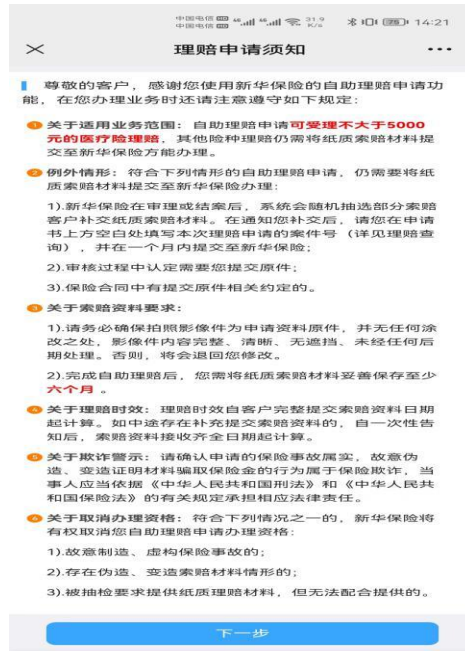 中国电信 HD 4G 4G 31.9 25 14:21
中国电信 HD K/s
理赔申请须知
尊敬的客户，感谢您使用新华保险的自助理赔申请功
能，在您办理业务时还请注意遵守如下规定：
1 关于适用业务范围：自助理赔申请可受理不大于5000
元的医疗险理赔，其他险种理赔仍需将纸质索赔材料提
交至新华保险方能办理。
2 例外情形：符合下列情形的自助理赔申请，仍需要将纸
质索赔材料提交至新华保险办理：
1).新华保险在审理或结案后，系统会随机抽选部分索赔
客户补交纸质索赔材料。在通知您补交后，请您在申请
书上方空白处填写本次理赔申请的案件号（详见理赔查
询），并在一个月内提交至新华保险；
2).审核过程中认定需要您提交原件；
3).保险合同中有提交原件相关约定的。
3 关于索赔资料要求：
1).请务必确保拍照影像件为申请资料原件，并无任何涂
改之处，影像件内容完整、清晰、无遮挡、未经任何后
期处理。否则，将会退回您修改。
2).完成自助理赔后，您需将纸质索赔材料妥善保存至少
六个月。
4 关于理赔时效：理赔时效自客户完整提交索赔资料日期
起计算。如中途存在补充提交索赔资料的，自一次性告
知后，索赔资料接收齐全日期起计算。
5 关于欺诈警示：请确认申请的保险事故属实，故意伪
造、变造证明材料骗取保险金的行为属于保险欺诈，当
事人应当依据《中华人民共和国刑法》和《中华人民共
和国保险法》的有关规定承担相应法律责任。
6 关于取消办理资格：符合下列情况之一的，新华保险将
有权取消您自助理赔申请办理资格：
1).故意制造、虚构保险事故的；
2).存在伪造、变造索赔材料情形的；
3).被抽检要求提供纸质理赔材料，但无法配合提供的。
下一步